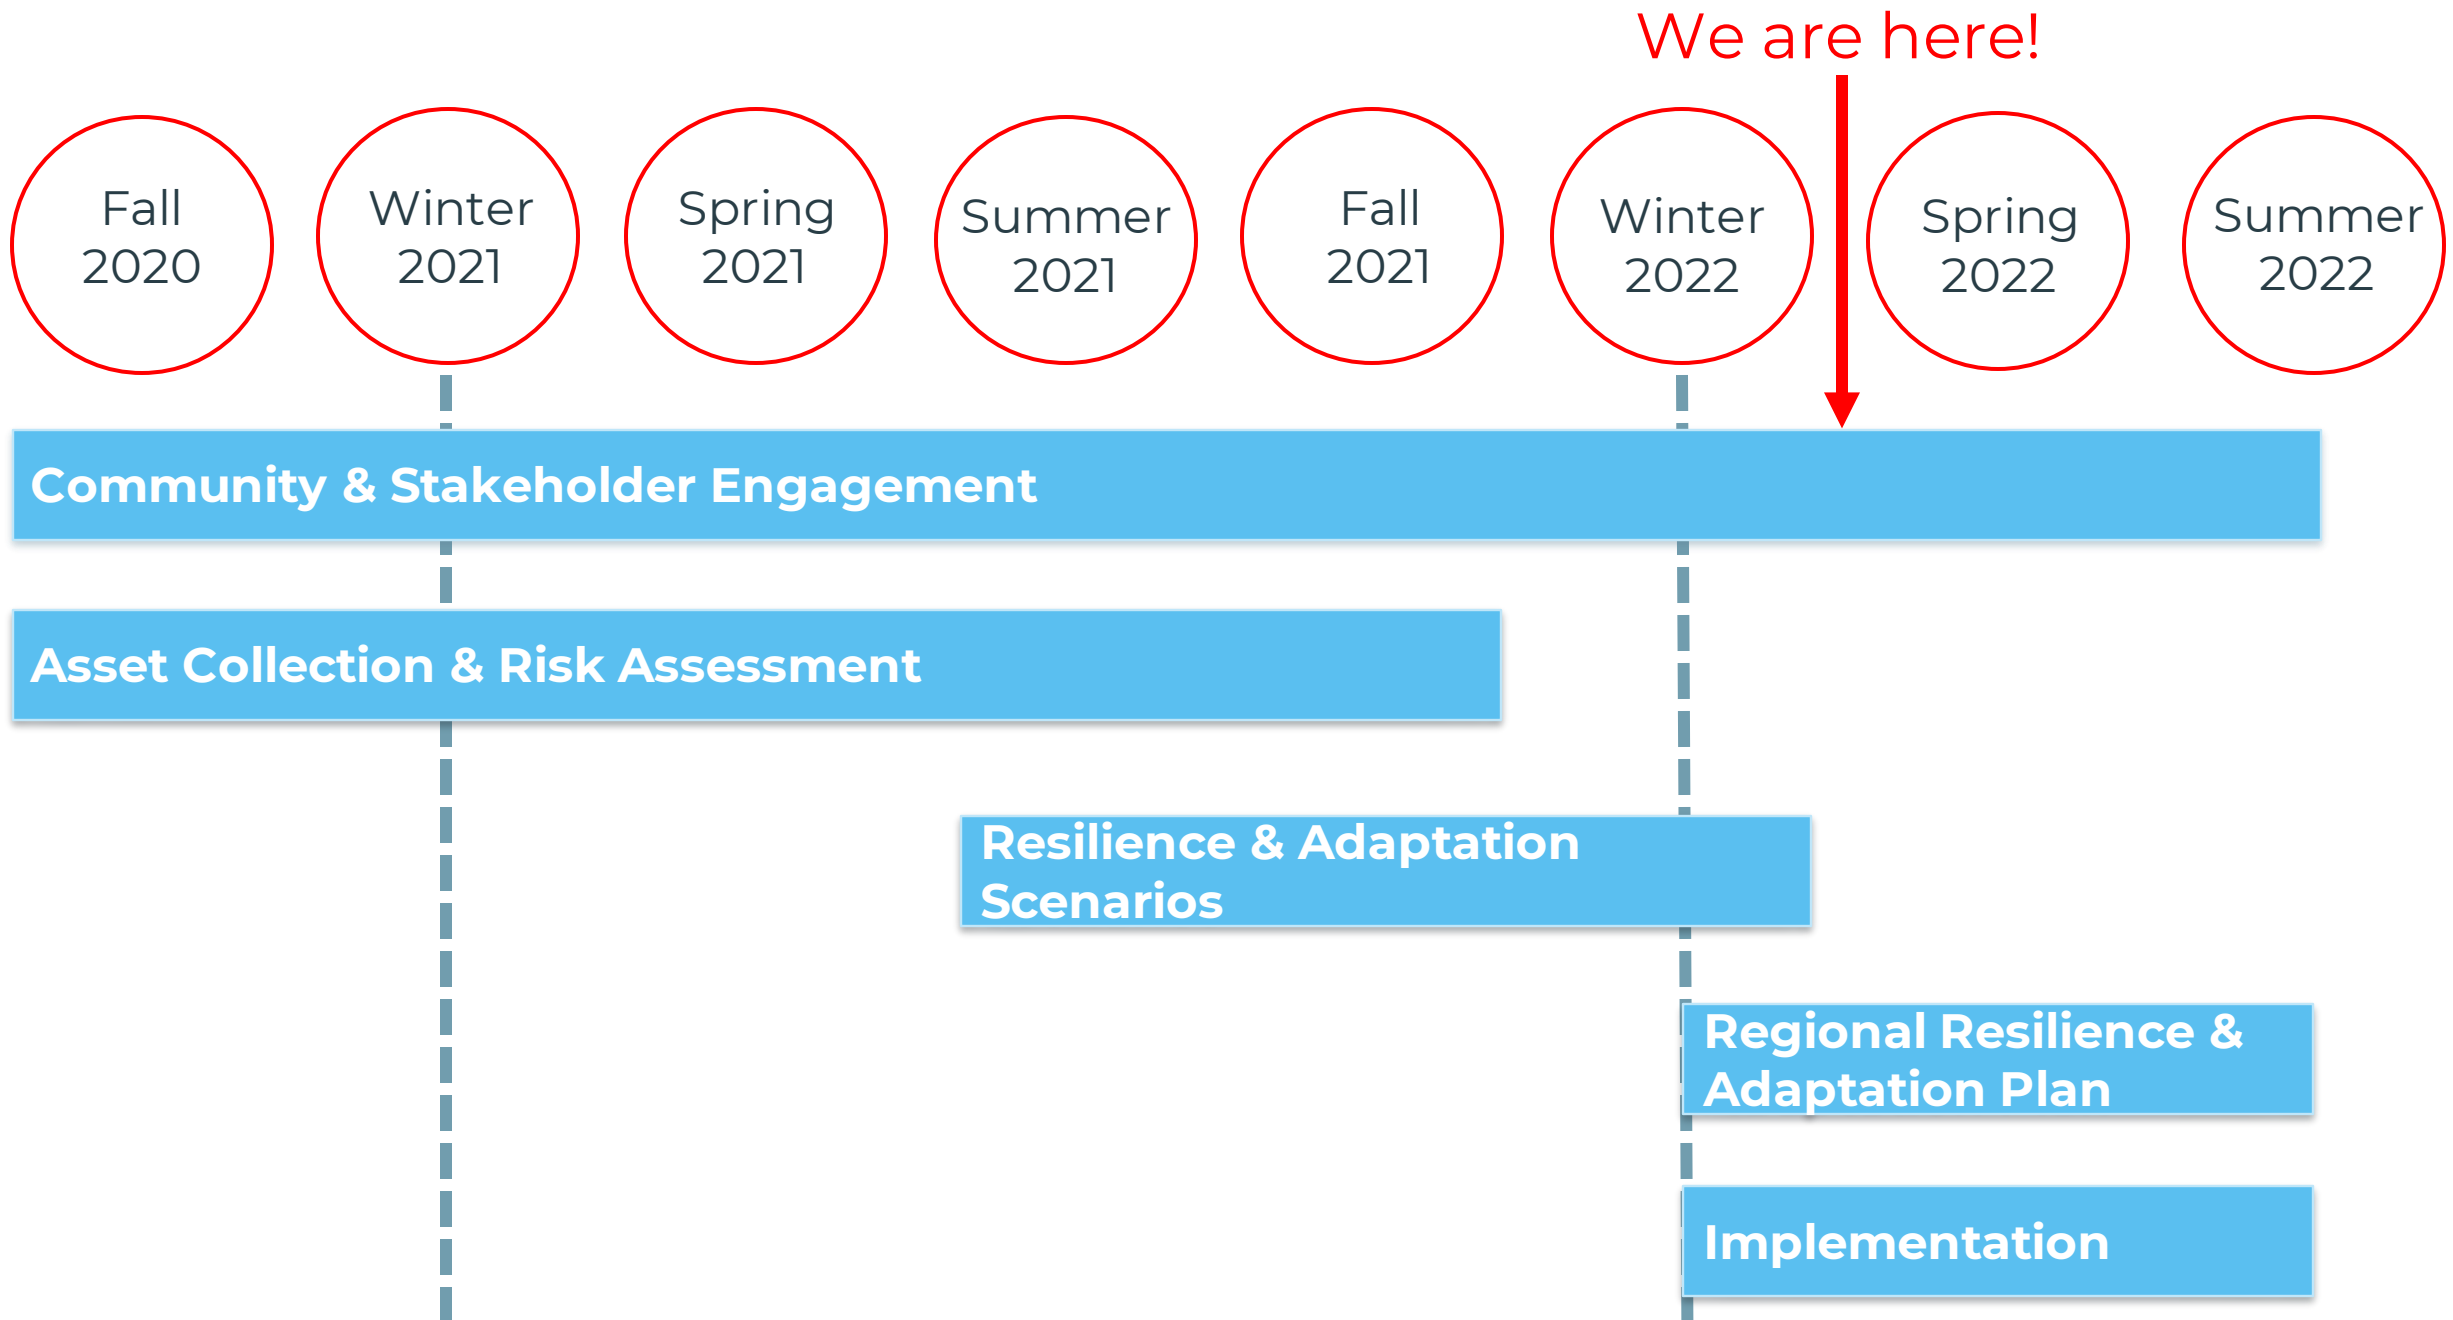 We are here!
Fall
2020
Winter
2021
Spring
2021
Summer
2021
Fall
2021
Winter
2022
Spring
2022
Summer
2022
Community & Stakeholder Engagement
Asset Collection & Risk Assessment
Resilience & Adaptation
Scenarios
Regional Resilience &
Adaptation Plan
Implementation